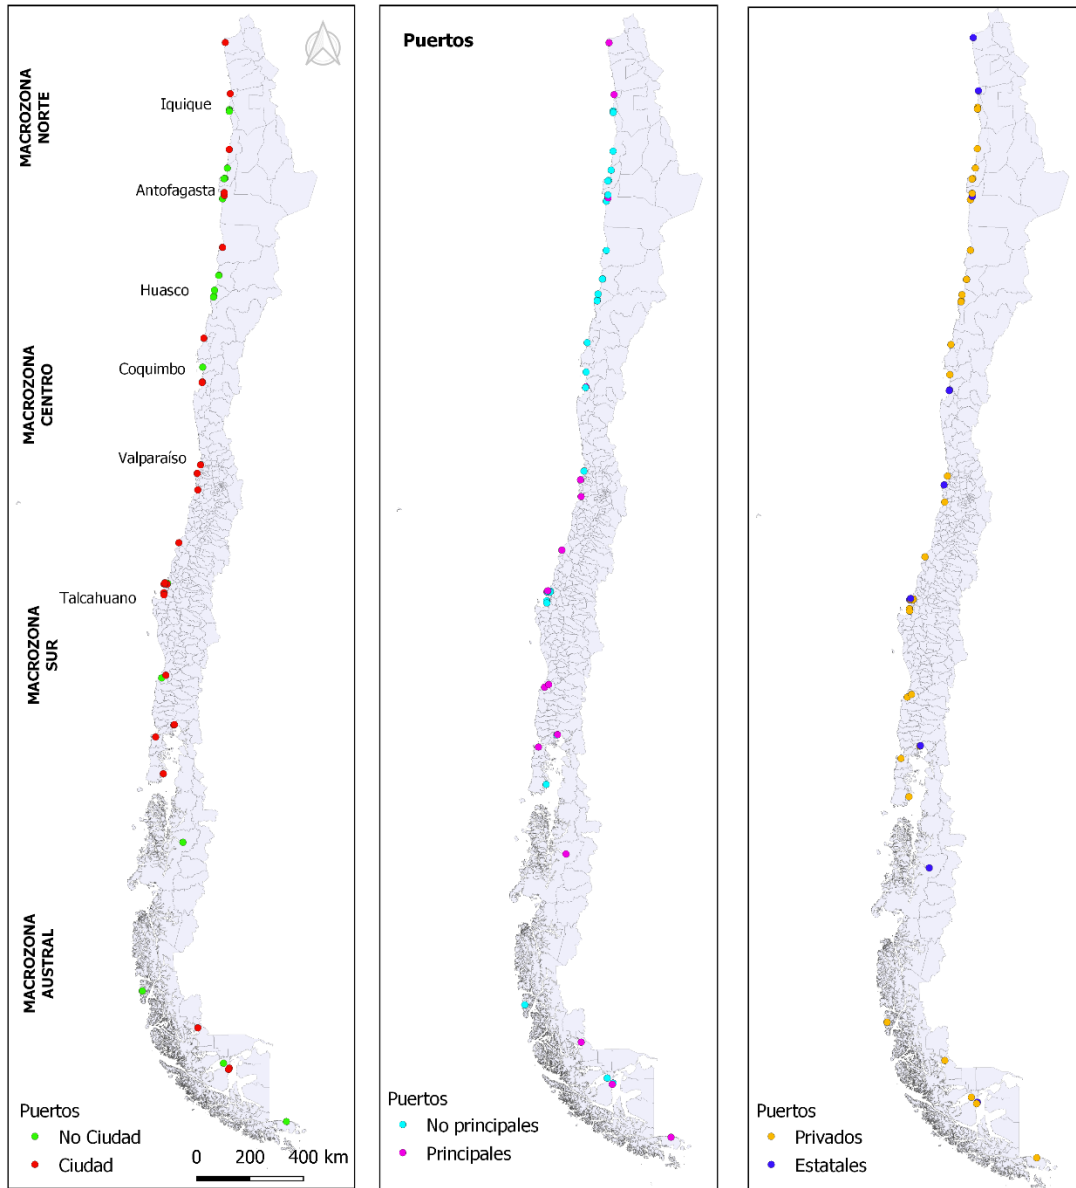 MACROZONA
NORTE
Iquique
Antofagasta
Huasco
MACROZONA
CENTRO
Coquimbo
Valparaíso
Talcahuano
MACROZONA
SUR
MACROZONA
AUSTRAL
Puertos
No Ciudad
Ciudad
0 200 400 km
Puertos
Puertos
No principales
Principales
Puertos
Privados
Estatales